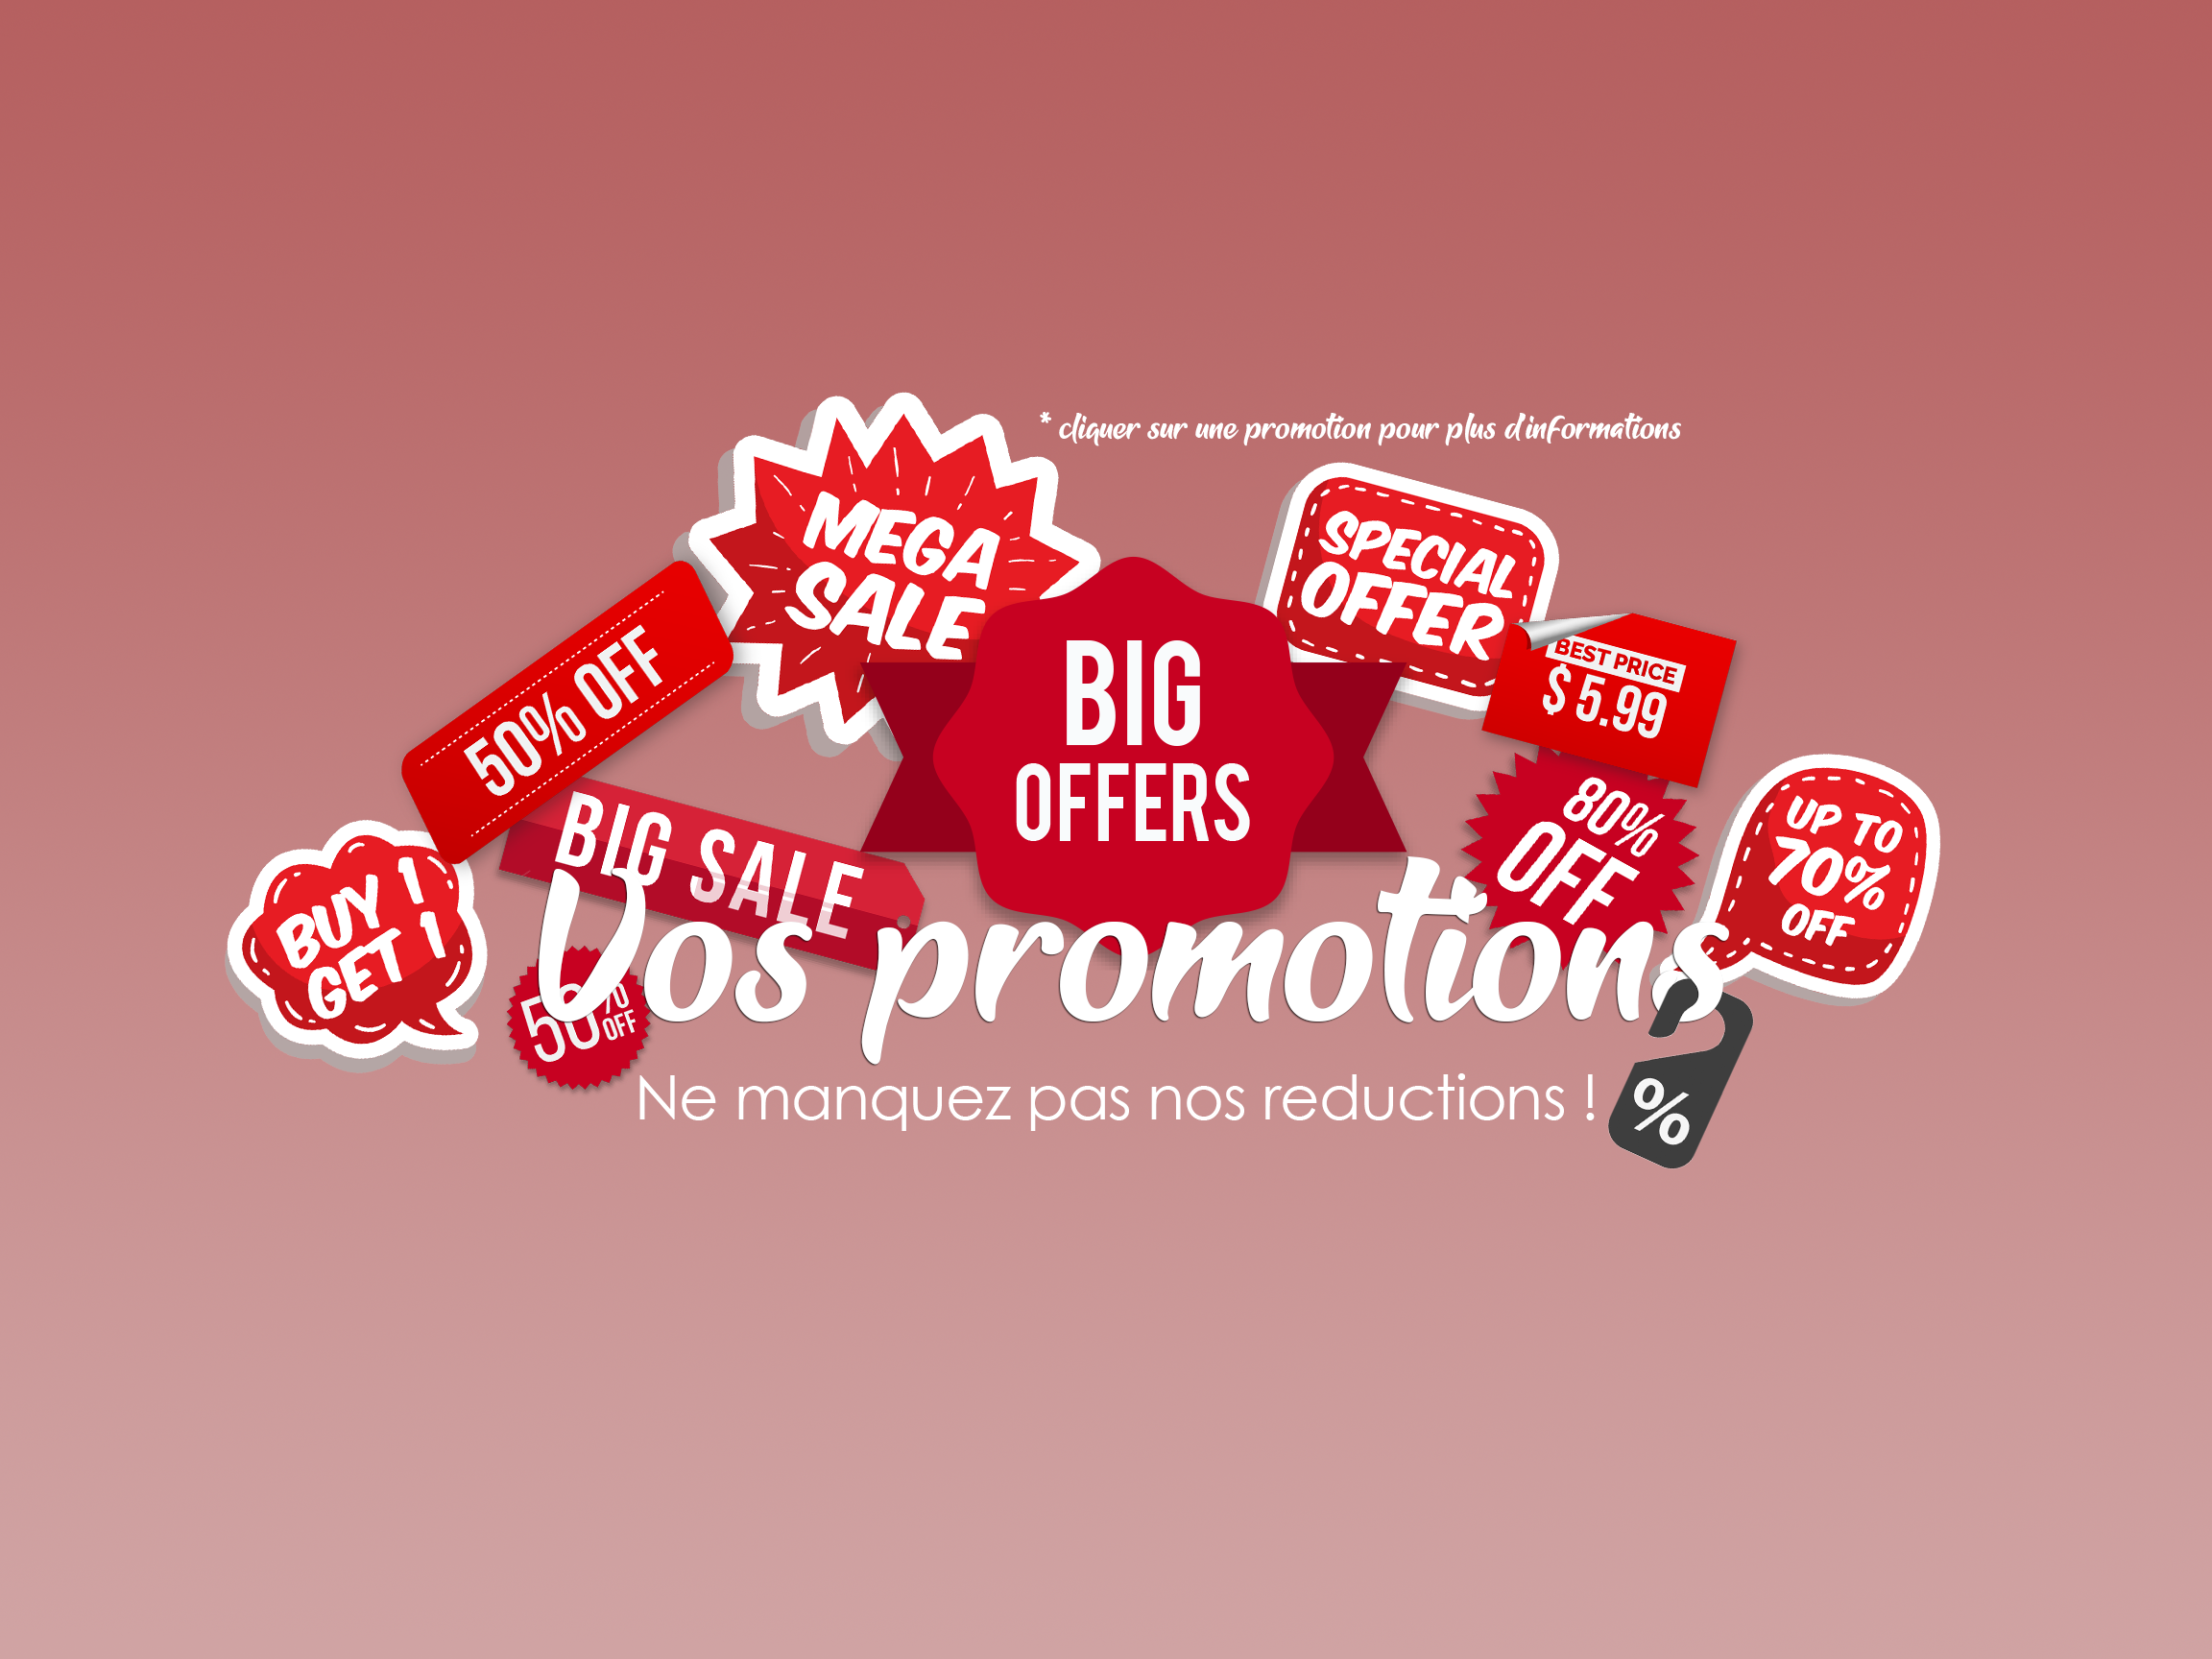 * cliquer sur une promotion pour plus d'informations
MEGA
SALE
SPECIAL
OFFER
50% OFF
BIG
OFFERS
BEST PRICE
$ 5.99
BIG SALE
80%
OFF
UP TO
70%
OFF
BUY 1
GET 1
50%
OFF
Vos promotions
Ne manquez pas nos reductions !
%